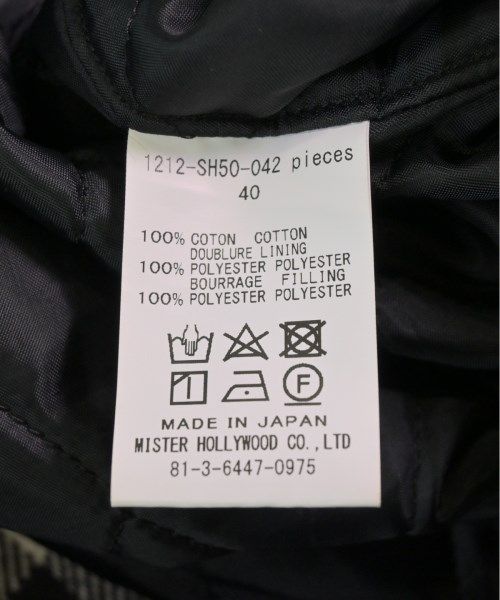 1212-SH50-042 pieces
40
100% COTON COTTON
DOUBLURE LINING
100% POLYESTER POLYESTER
BOURRAGE FILLING
100% POLYESTER POLYESTER
F
MADE IN JAPAN
MISTER HOLLYWOOD CO.,LTD
81-3-6447-0975